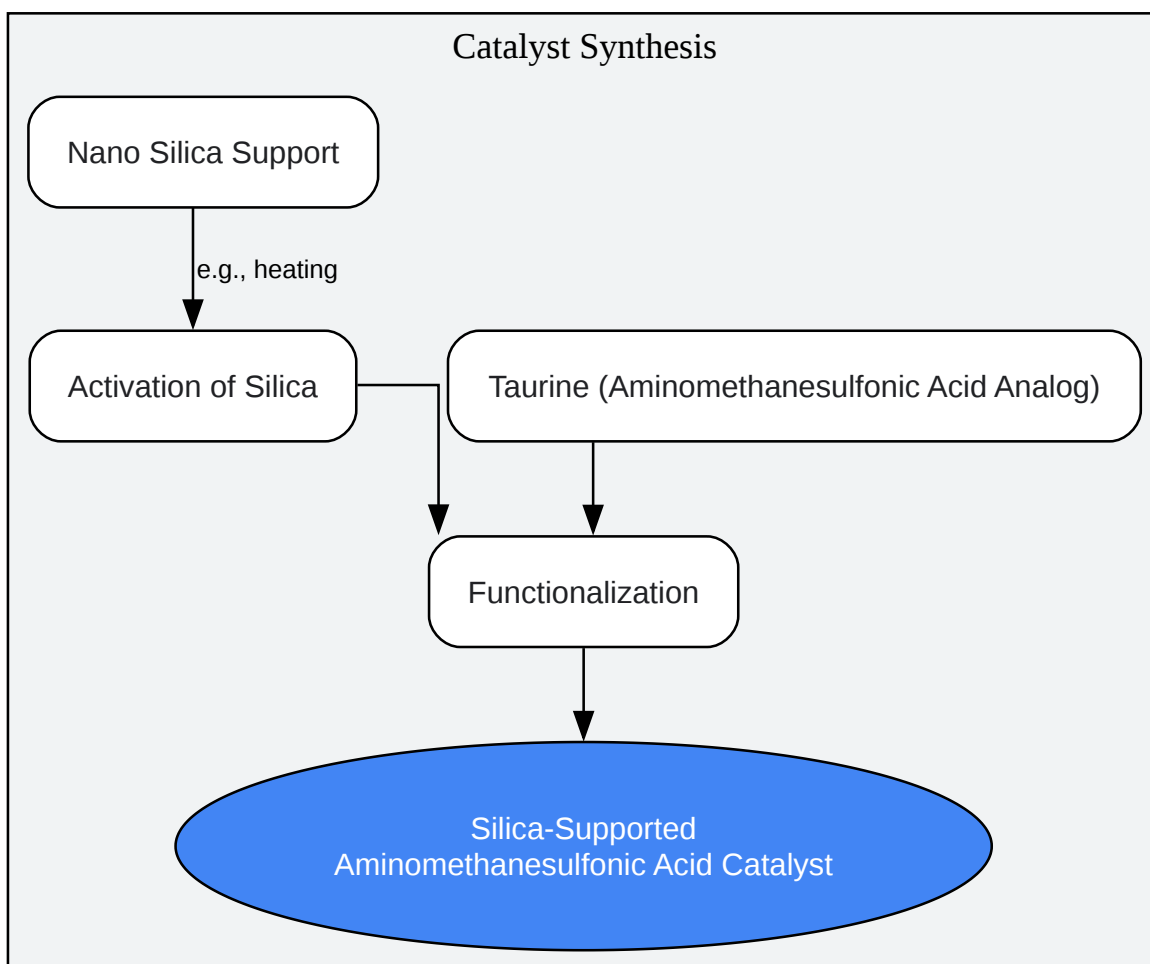 Catalyst Synthesis
Nano Silica Support
e.g., heating
Activation of Silica
Taurine (Aminomethanesulfonic Acid Analog)
Functionalization
Silica-Supported
Aminomethanesulfonic Acid Catalyst